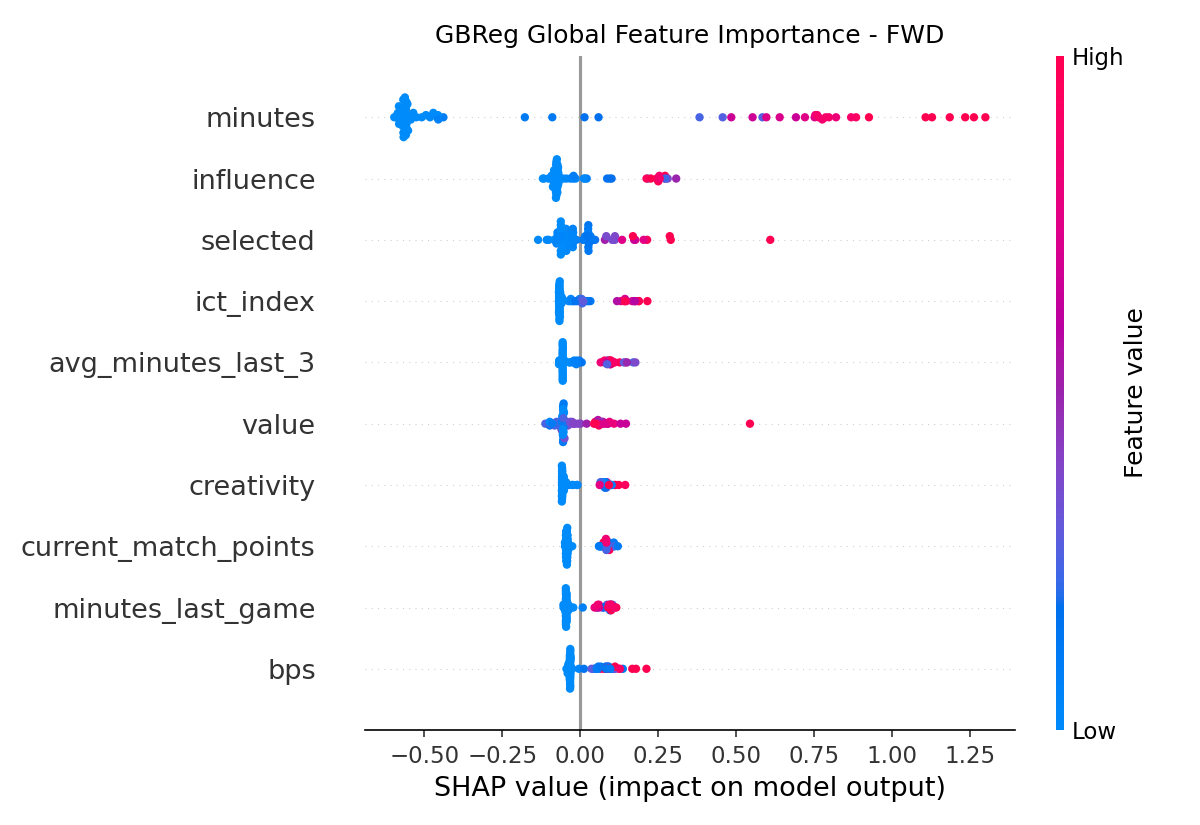 GBReg Global Feature Importance - FWD
High
minutes
influence
selected
ict_index
avg_minutes_last_3
value
creativity
current_match_points
minutes_last_game
bps
Feature value
Low
−0.50 −0.25 0.00 0.25 0.50 0.75 1.00 1.25
SHAP value (impact on model output)